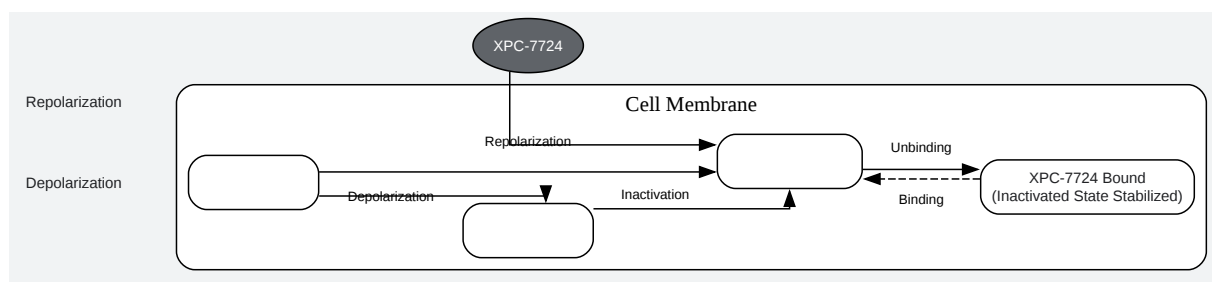 XPC-7724
Repolarization
Cell Membrane
Repolarization
Unbinding
Depolarization
XPC-7724 Bound
(Inactivated State Stabilized)
Depolarization
Inactivation
Binding